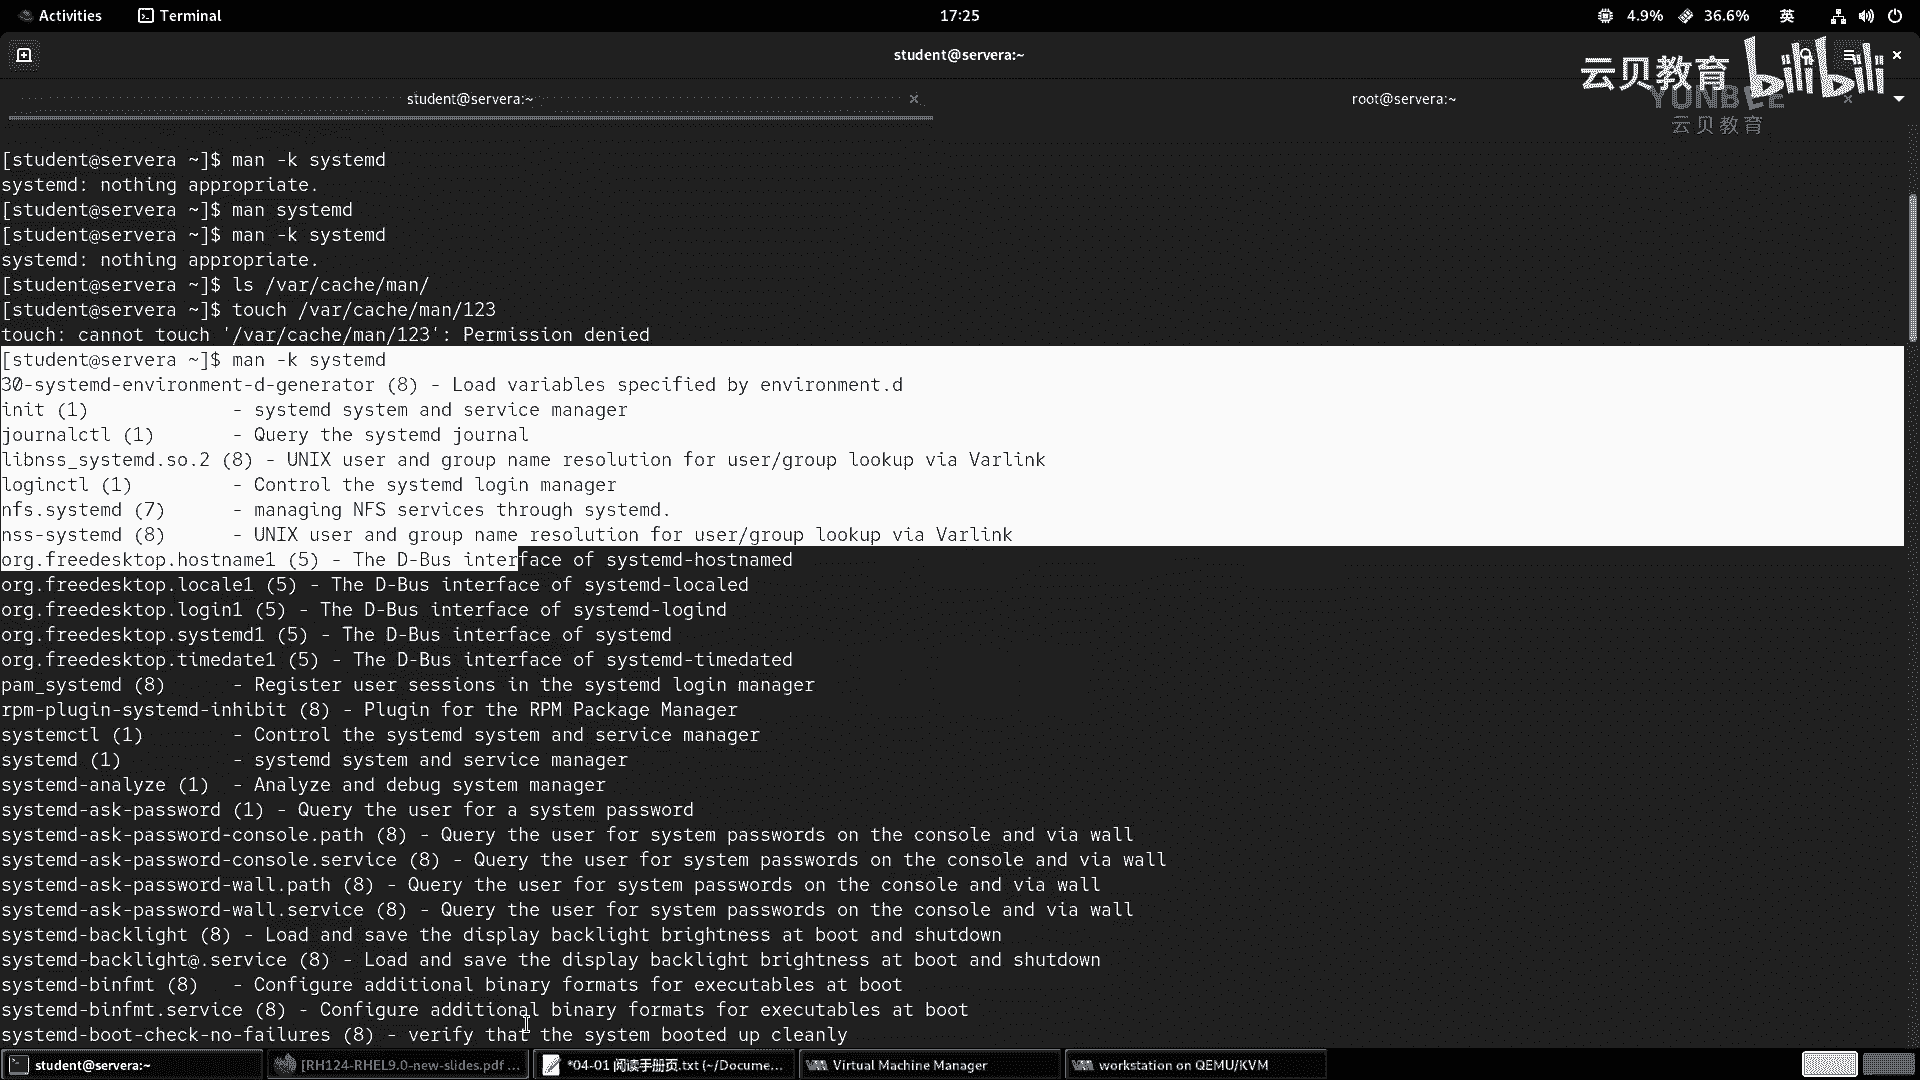 Activities Terminal 17:25 4.9% 36.6% 英
student@servera:~
云贝教育 bilibili
student@servera:~ root@servera:~
YUNBEE
云贝教育
[student@servera ~]$ man -k systemd
systemd: nothing appropriate.
[student@servera ~]$ man systemd
[student@servera ~]$ man -k systemd
systemd: nothing appropriate.
[student@servera ~]$ ls /var/cache/man/
[student@servera ~]$ touch /var/cache/man/123
touch: cannot touch '/var/cache/man/123': Permission denied
[student@servera ~]$ man -k systemd
30-systemd-environment-d-generator (8) - Load variables specified by environment.d
init (1)             - systemd system and service manager
journalctl (1)       - Query the systemd journal
libnss_systemd.so.2 (8) - UNIX user and group name resolution for user/group lookup via Varlink
loginctl (1)         - Control the systemd login manager
nfs.systemd (7)      - managing NFS services through systemd.
nss-systemd (8)      - UNIX user and group name resolution for user/group lookup via Varlink
org.freedesktop.hostname1 (5) - The D-Bus interface of systemd-hostnamed
org.freedesktop.locale1 (5) - The D-Bus interface of systemd-localed
org.freedesktop.login1 (5) - The D-Bus interface of systemd-logind
org.freedesktop.systemd1 (5) - The D-Bus interface of systemd
org.freedesktop.timedate1 (5) - The D-Bus interface of systemd-timedated
pam_systemd (8)      - Register user sessions in the systemd login manager
rpm-plugin-systemd-inhibit (8) - Plugin for the RPM Package Manager
systemctl (1)        - Control the systemd system and service manager
systemd (1)          - systemd system and service manager
systemd-analyze (1)  - Analyze and debug system manager
systemd-ask-password (1) - Query the user for a system password
systemd-ask-password-console.path (8) - Query the user for system passwords on the console and via wall
systemd-ask-password-console.service (8) - Query the user for system passwords on the console and via wall
systemd-ask-password-wall.path (8) - Query the user for system passwords on the console and via wall
systemd-ask-password-wall.service (8) - Query the user for system passwords on the console and via wall
systemd-backlight (8) - Load and save the display backlight brightness at boot and shutdown
systemd-backlight@.service (8) - Load and save the display backlight brightness at boot and shutdown
systemd-binfmt (8)   - Configure additional binary formats for executables at boot
systemd-binfmt.service (8) - Configure additional binary formats for executables at boot
systemd-boot-check-no-failures (8) - verify that the system booted up cleanly
student@servera:~ [RH124-RHEL9.0-new-slides.pdf ... *04-01 阅读手册页.txt (~/Docume... Virtual Machine Manager workstation on QEMU/KVM